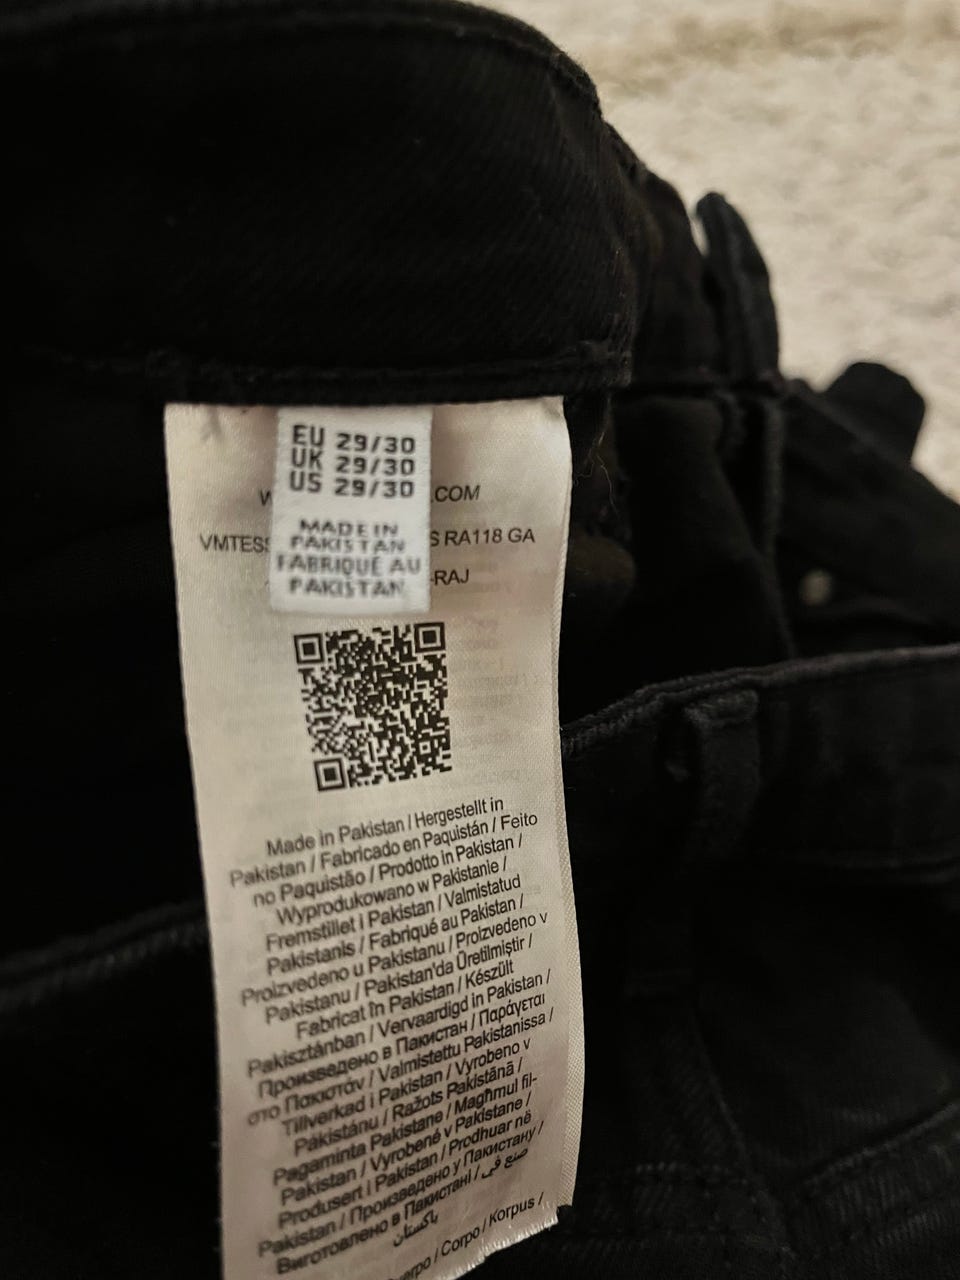 EU 29/30
UK 29/30
US 29/30
.COM
MADE IN
PAKISTAN
S RA118 GA
VMTESS
FABRIQUÉ AU
PAKISTAN
-RAJ
Made in Pakistan / Hergestellt in
Pakistan / Fabricado en Paquistán / Feito
no Paquistão / Prodotto in Pakistan /
Wyprodukowano w Pakistanie /
Fremstillet i Pakistan / Valmistatud
Pakistanis / Fabriqué au Pakistan /
Proizvedeno u Pakistanu / Proizvedeno v
Pakistanu / Pakistan'da Üretilmiştir /
Fabricat în Pakistan / Készült
Pakisztánban / Vervaardigd in Pakistan /
Произведено в Пакистан / Παράγεται
στο Πακιστάν / Valmistettu Pakistanissa /
Tillverkad i Pakistan / Vyrobeno v
Pákistánu / Ražots Pakistānā /
Pagaminta Pakistane / Magħmul fil-
Pakistan / Vyrobené v Pakistane /
Produsert i Pakistan / Prodhuar në
Pakistan / Произведено у Пакистану /
Виготовлено в Пакистані / صنع في
باكستان
/ Corpo / Korpus /